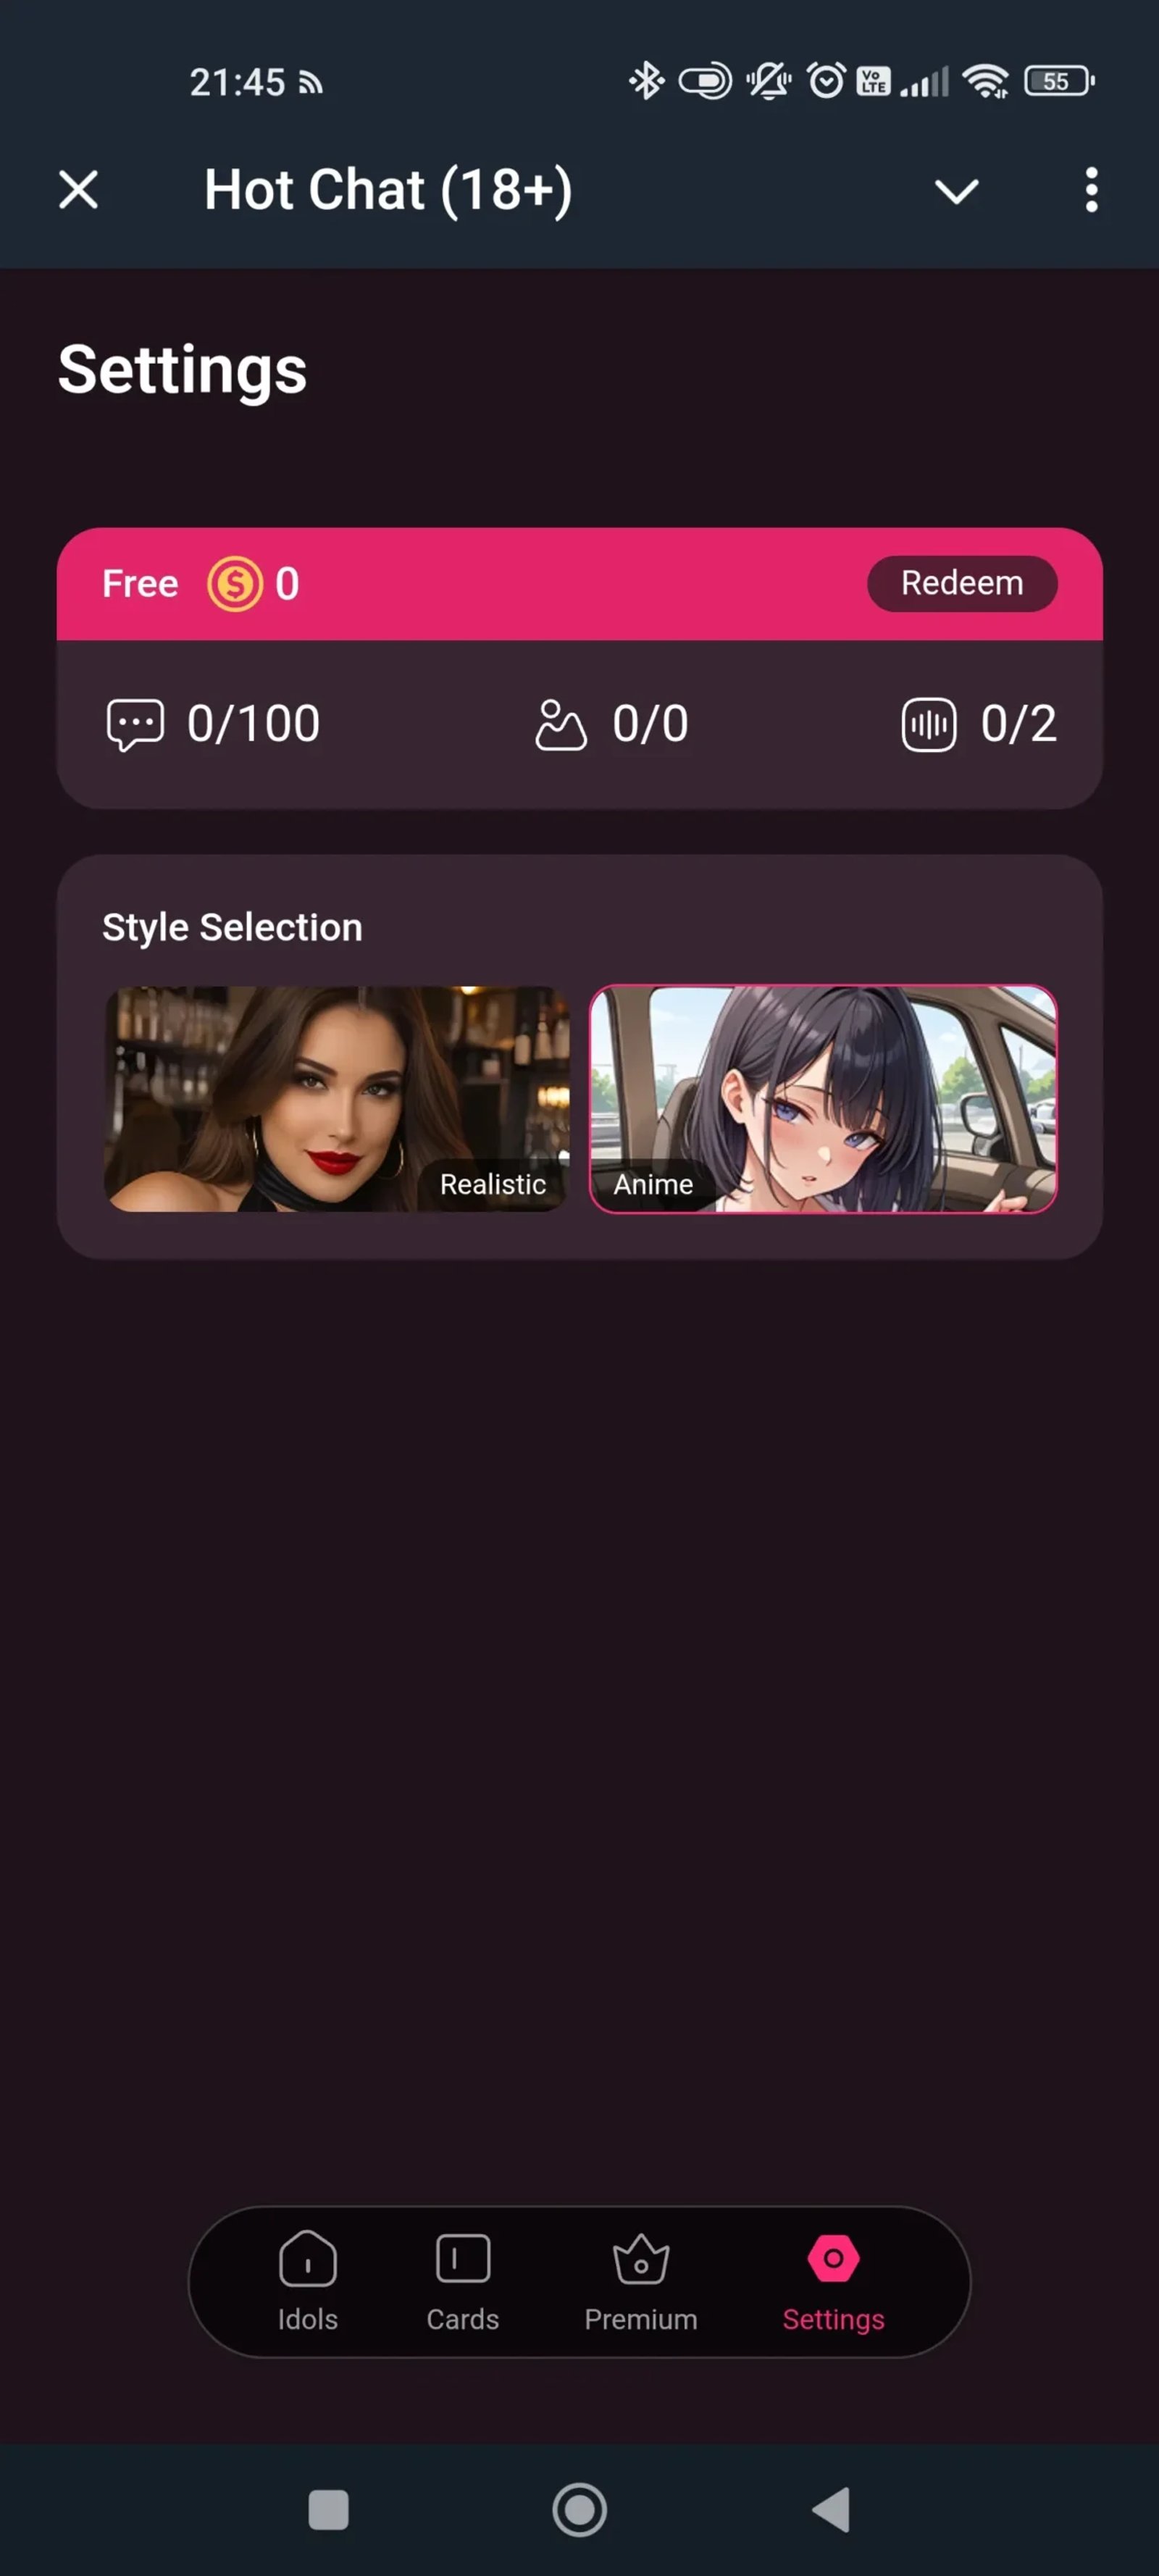 21:45
Vo LTE
55
Hot Chat (18+)
Settings
Free 0 Redeem
0/100 0/0 0/2
Style Selection
Realistic Anime
Idols Cards Premium Settings